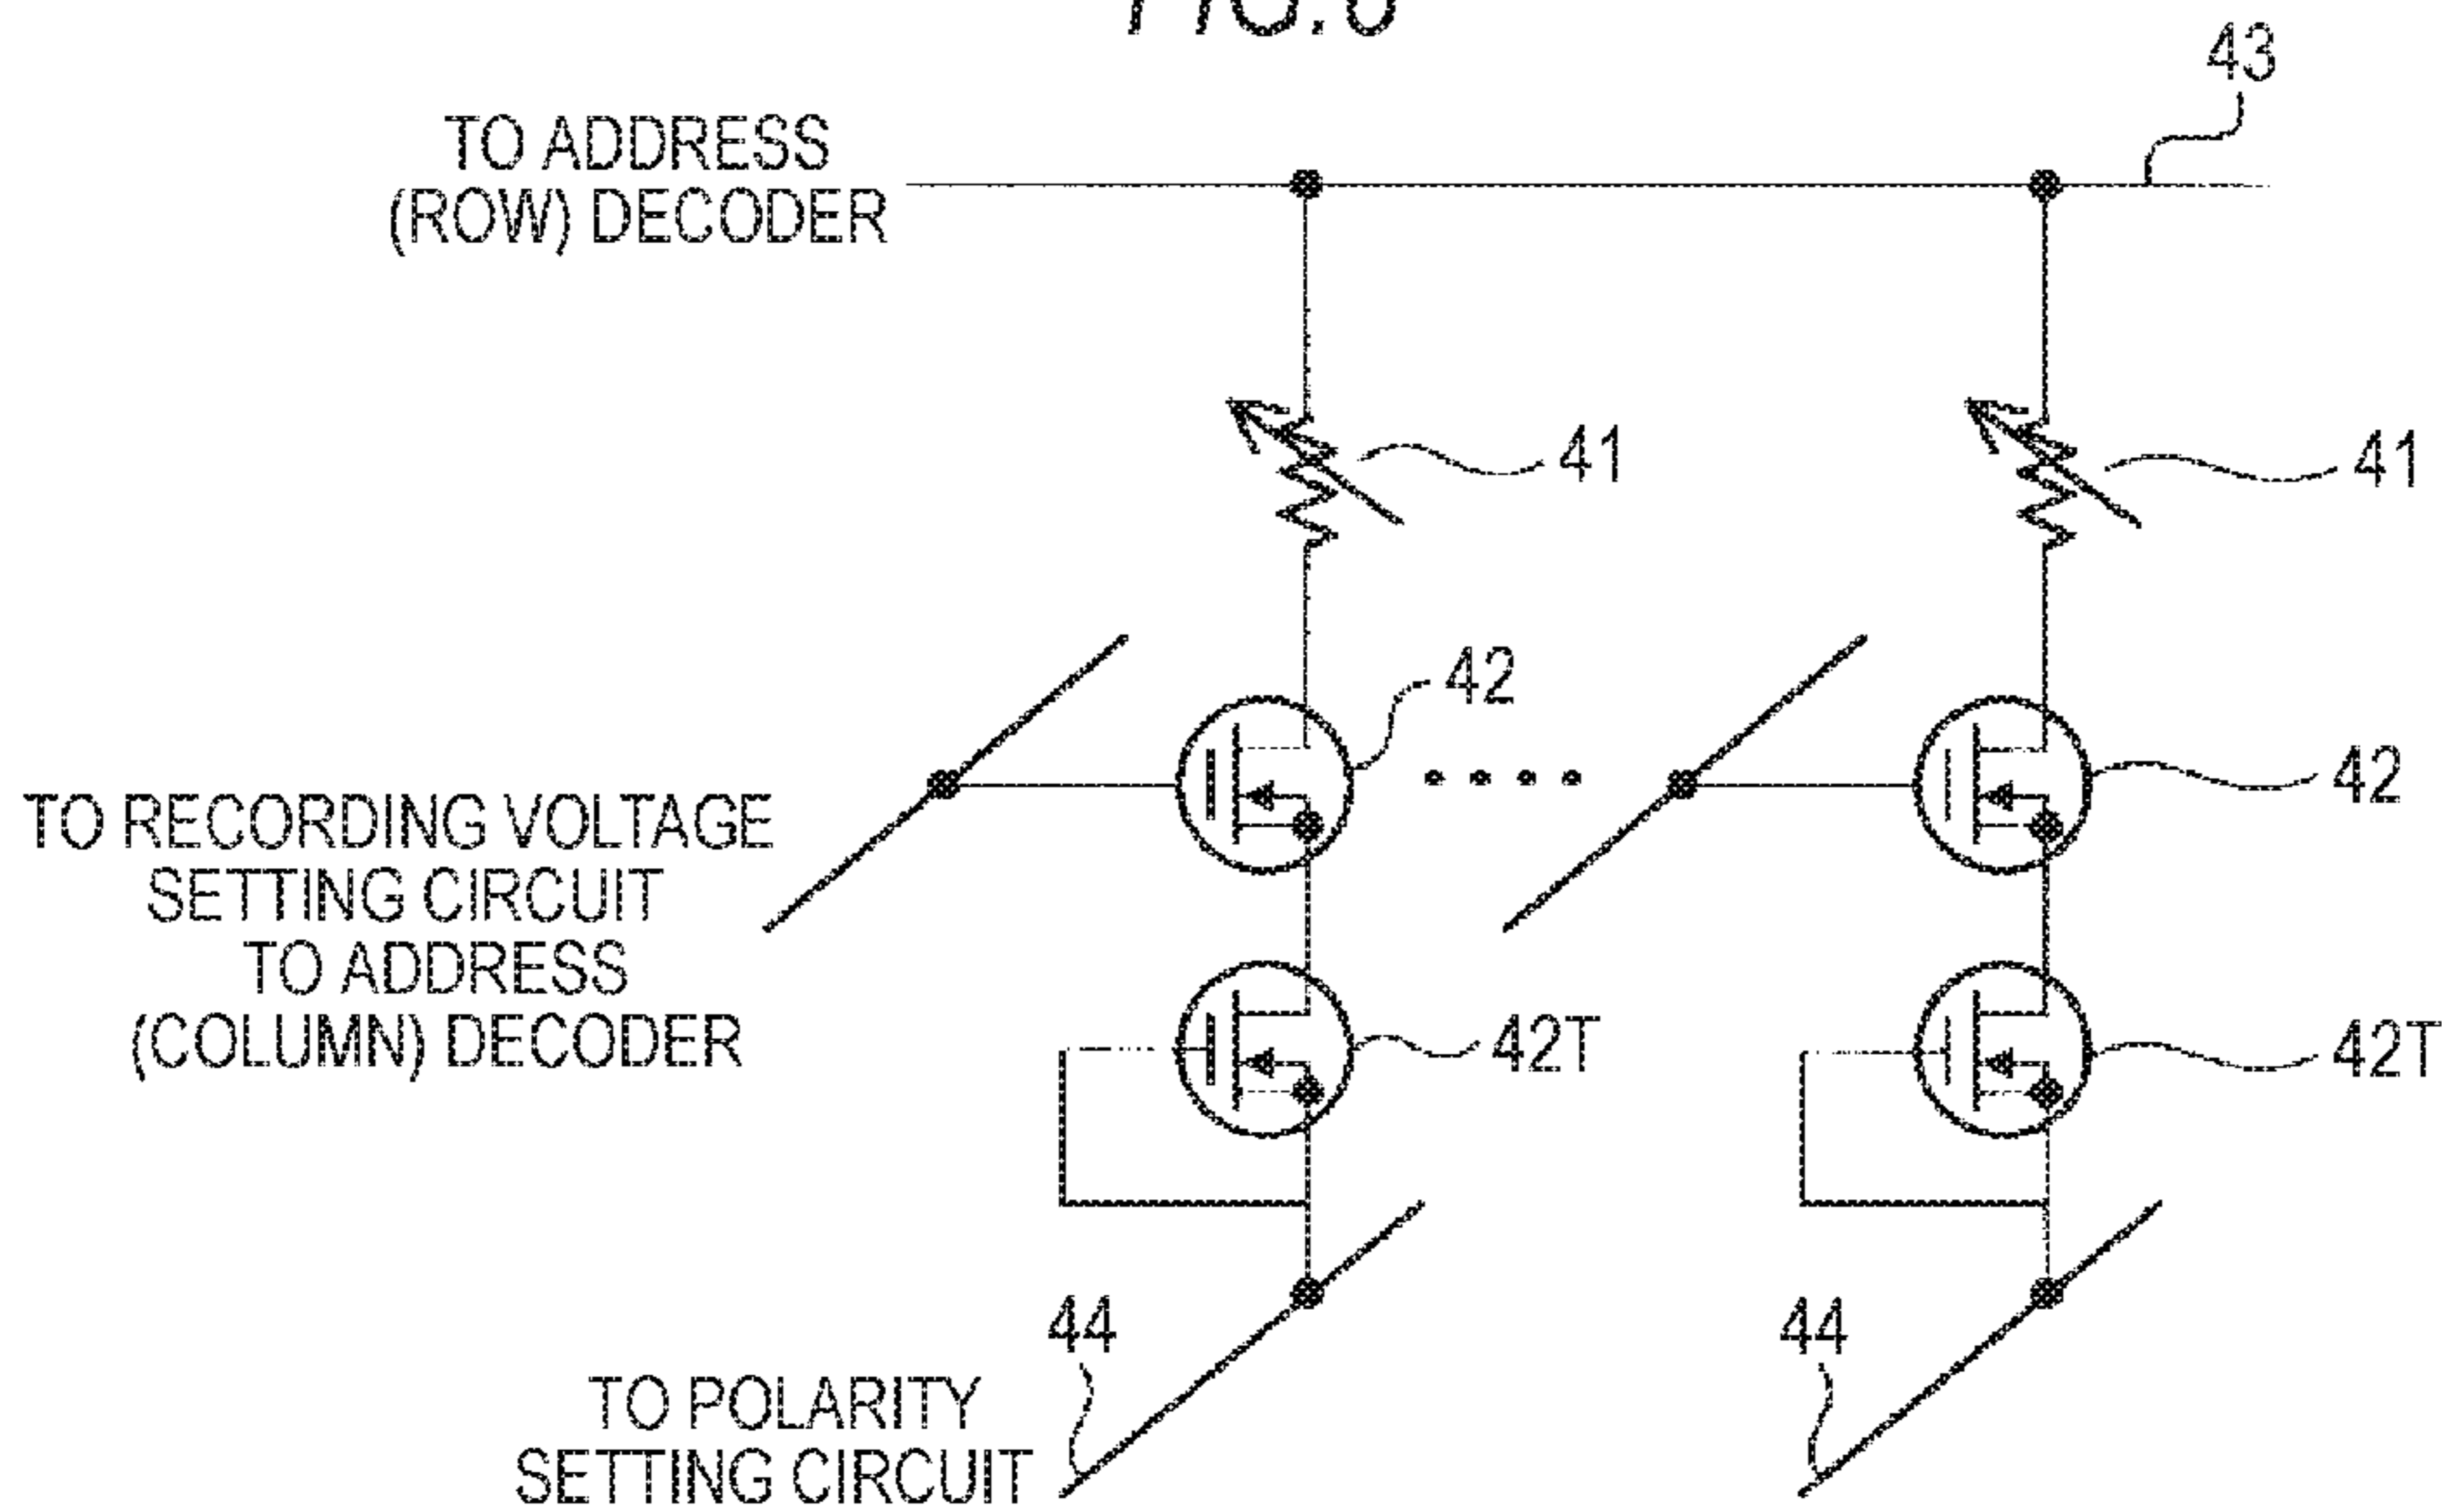 43
TO ADDRESS
(ROW) DECODER
41
41
42
42
TO RECORDING VOLTAGE
SETTING CIRCUIT
TO ADDRESS
(COLUMN) DECODER
42T
42T
44
44
TO POLARITY
SETTING CIRCUIT